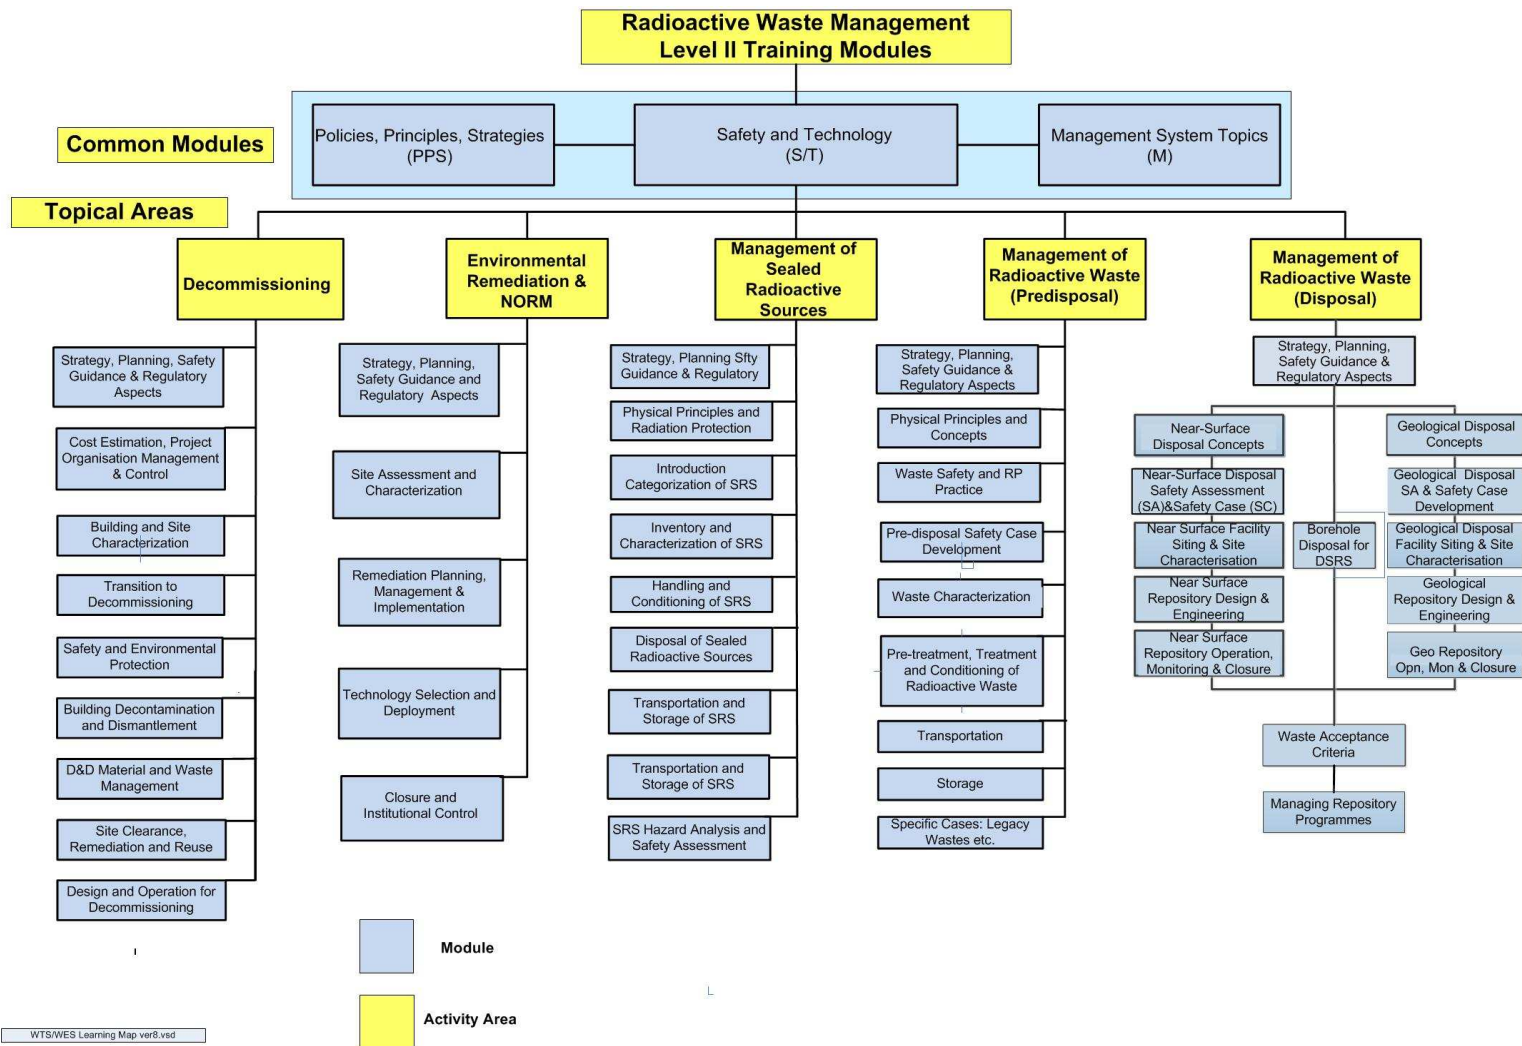 Radioactive Waste Management
Level II Training Modules
Common Modules
Policies, Principles, Strategies
(PPS)
Safety and Technology
(S/T)
Management System Topics
(M)
Topical Areas
Decommissioning
Strategy, Planning, Safety
Guidance & Regulatory
Aspects
Cost Estimation, Project
Organisation Management
& Control
Building and Site
Characterization
Transition to
Decommissioning
Safety and Environmental
Protection
Building Decontamination
and Dismantlement
D&D Material and Waste
Management
Site Clearance,
Remediation and Reuse
Design and Operation for
Decommissioning
Environmental
Remediation &
NORM
Strategy, Planning,
Safety Guidance and
Regulatory Aspects
Site Assessment and
Characterization
Remediation Planning,
Management &
Implementation
Technology Selection and
Deployment
Closure and
Institutional Control
Management of
Sealed
Radioactive
Sources
Strategy, Planning Sfty
Guidance & Regulatory
Physical Principles and
Radiation Protection
Introduction
Categorization of SRS
Inventory and
Characterization of SRS
Handling and
Conditioning of SRS
Disposal of Sealed
Radioactive Sources
Transportation and
Storage of SRS
Transportation and
Storage of SRS
SRS Hazard Analysis and
Safety Assessment
Management of
Radioactive Waste
(Predisposal)
Strategy, Planning,
Safety Guidance &
Regulatory Aspects
Physical Principles and
Concepts
Waste Safety and RP
Practice
Pre-disposal Safety Case
Development
Waste Characterization
Pre-treatment, Treatment
and Conditioning of
Radioactive Waste
Transportation
Storage
Specific Cases: Legacy
Wastes etc.
Management of
Radioactive Waste
(Disposal)
Strategy, Planning,
Safety Guidance &
Regulatory Aspects
Near-Surface
Disposal Concepts
Near-Surface Disposal
Safety Assessment
(SA)&Safety Case (SC)
Near Surface Facility
Siting & Site
Characterisation
Near Surface
Repository Design &
Engineering
Near Surface
Repository Operation,
Monitoring & Closure
Borehole
Disposal for
DSRS
Geological Disposal
Concepts
Geological Disposal
SA & Safety Case
Development
Geological Disposal
Facility Siting & Site
Characterisation
Geological
Repository Design &
Engineering
Geo Repository
Opn, Mon & Closure
Waste Acceptance
Criteria
Managing Repository
Programmes
Module
Activity Area
WTS/WES Learning Map ver8.vsd